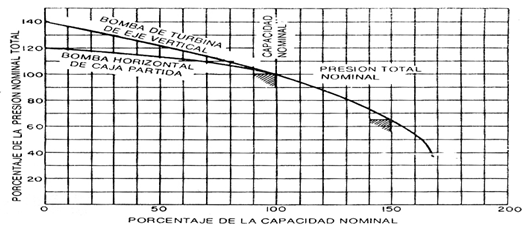 PORCENTAJE DE LA PRESION NOMINAL TOTAL
140
120
100
80
60
40
20
0
BOMBA DE TURBINA
DE EJE VERTICAL
BOMBA HORIZONTAL
DE CAJA PARTIDA
CAPACIDAD
NOMINAL
PRESION TOTAL
NOMINAL
0
50
100
150
200
PORCENTAJE DE LA CAPACIDAD NOMINAL